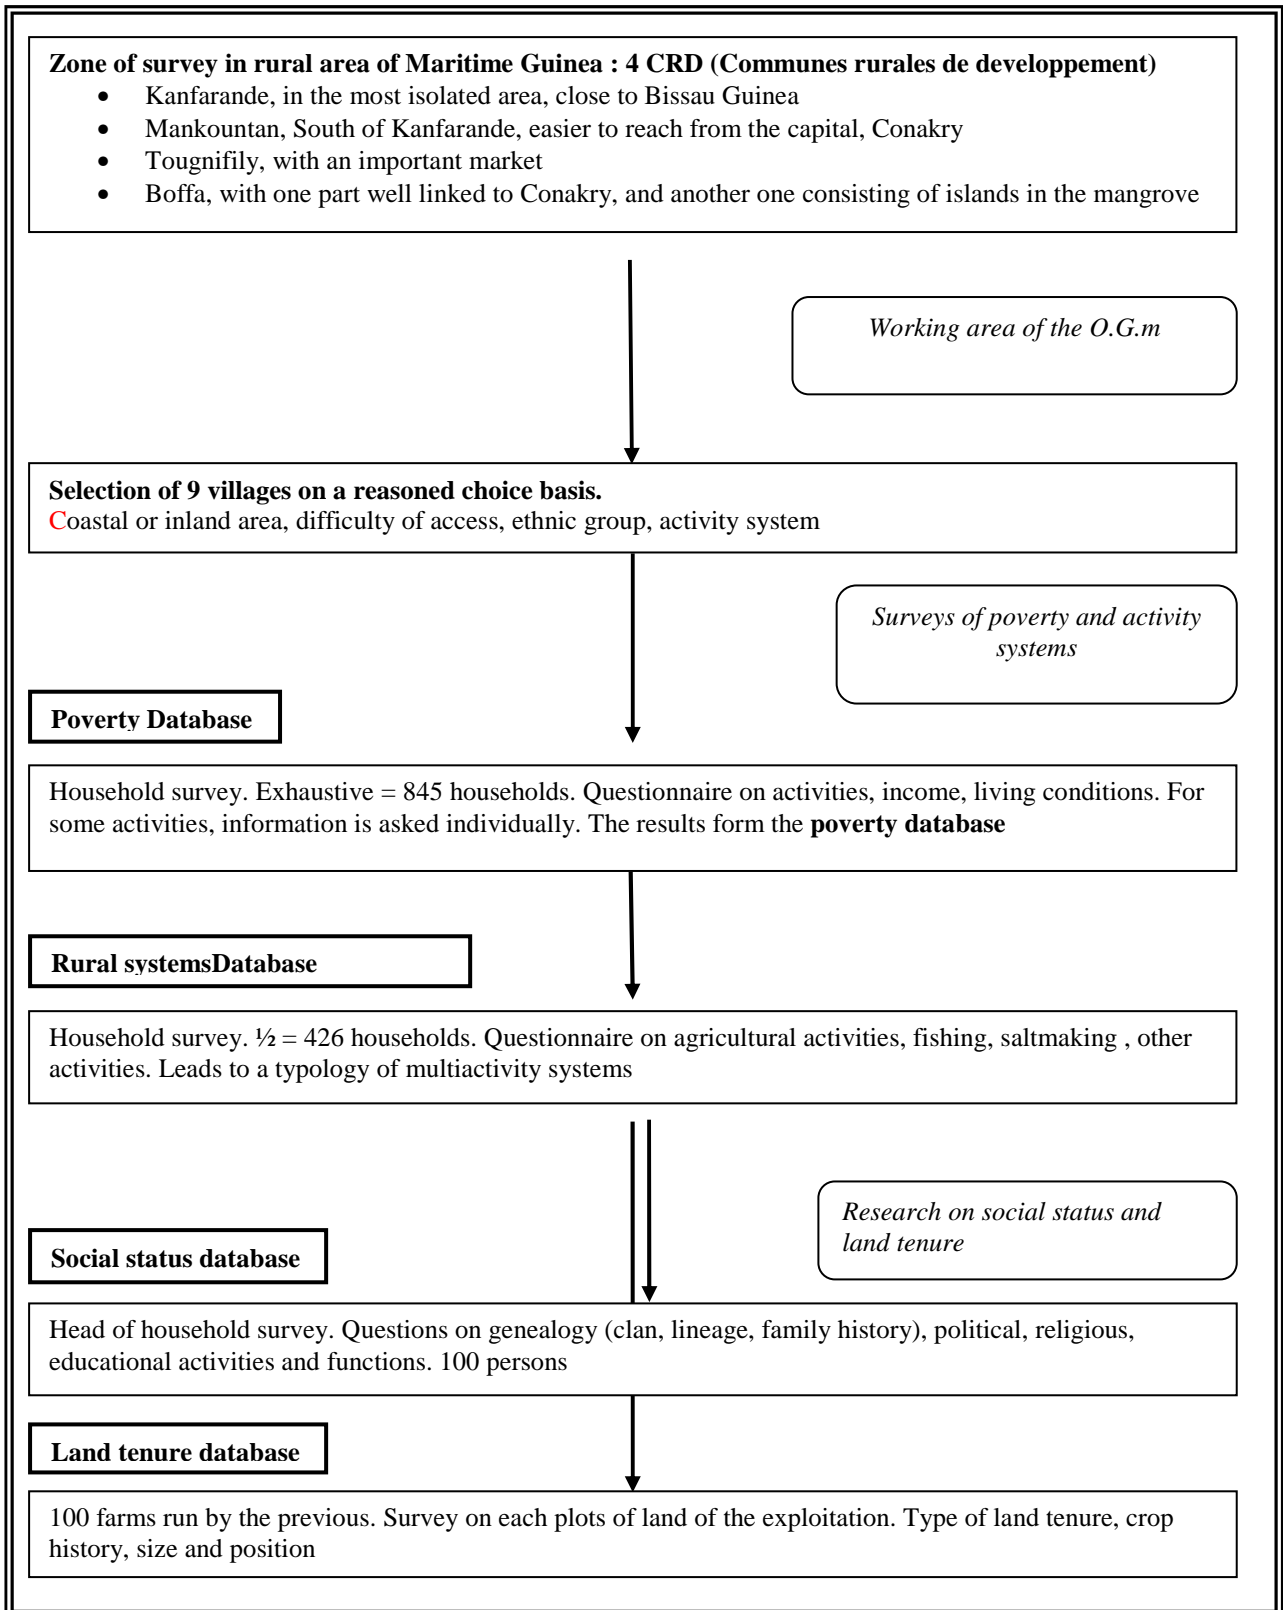 Zone of survey in rural area of Maritime Guinea : 4 CRD (Communes rurales de developpement)
• Kanfarande, in the most isolated area, close to Bissau Guinea
• Mankountan, South of Kanfarande, easier to reach from the capital, Conakry
• Tougnifily, with an important market
• Boffa, with one part well linked to Conakry, and another one consisting of islands in the mangrove
Working area of the O.G.m
Selection of 9 villages on a reasoned choice basis.
Coastal or inland area, difficulty of access, ethnic group, activity system
Surveys of poverty and activity
systems
Poverty Database
Household survey. Exhaustive = 845 households. Questionnaire on activities, income, living conditions. For
some activities, information is asked individually. The results form the poverty database
Rural systemsDatabase
Household survey. ½ = 426 households. Questionnaire on agricultural activities, fishing, saltmaking , other
activities. Leads to a typology of multiactivity systems
Research on social status and
land tenure
Social status database
Head of household survey. Questions on genealogy (clan, lineage, family history), political, religious,
educational activities and functions. 100 persons
Land tenure database
100 farms run by the previous. Survey on each plots of land of the exploitation. Type of land tenure, crop
history, size and position